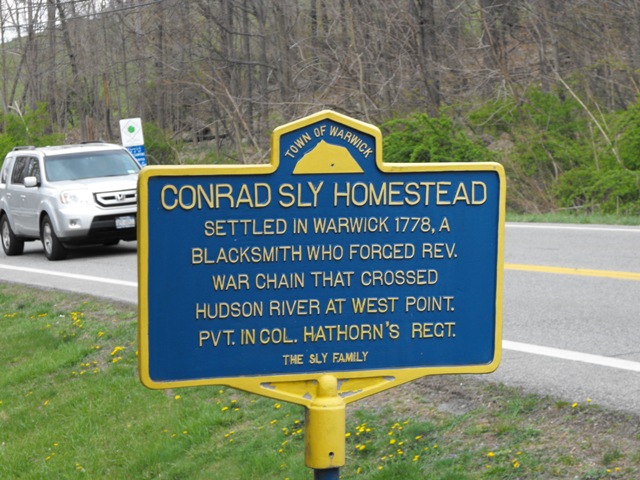 TOWN OF WARWICK
CONRAD SLY HOMESTEAD
SETTLED IN WARWICK 1778, A
BLACKSMITH WHO FORGED REV.
WAR CHAIN THAT CROSSED
HUDSON RIVER AT WEST POINT.
PVT. IN COL. HATHORN'S REGT.
THE SLY FAMILY